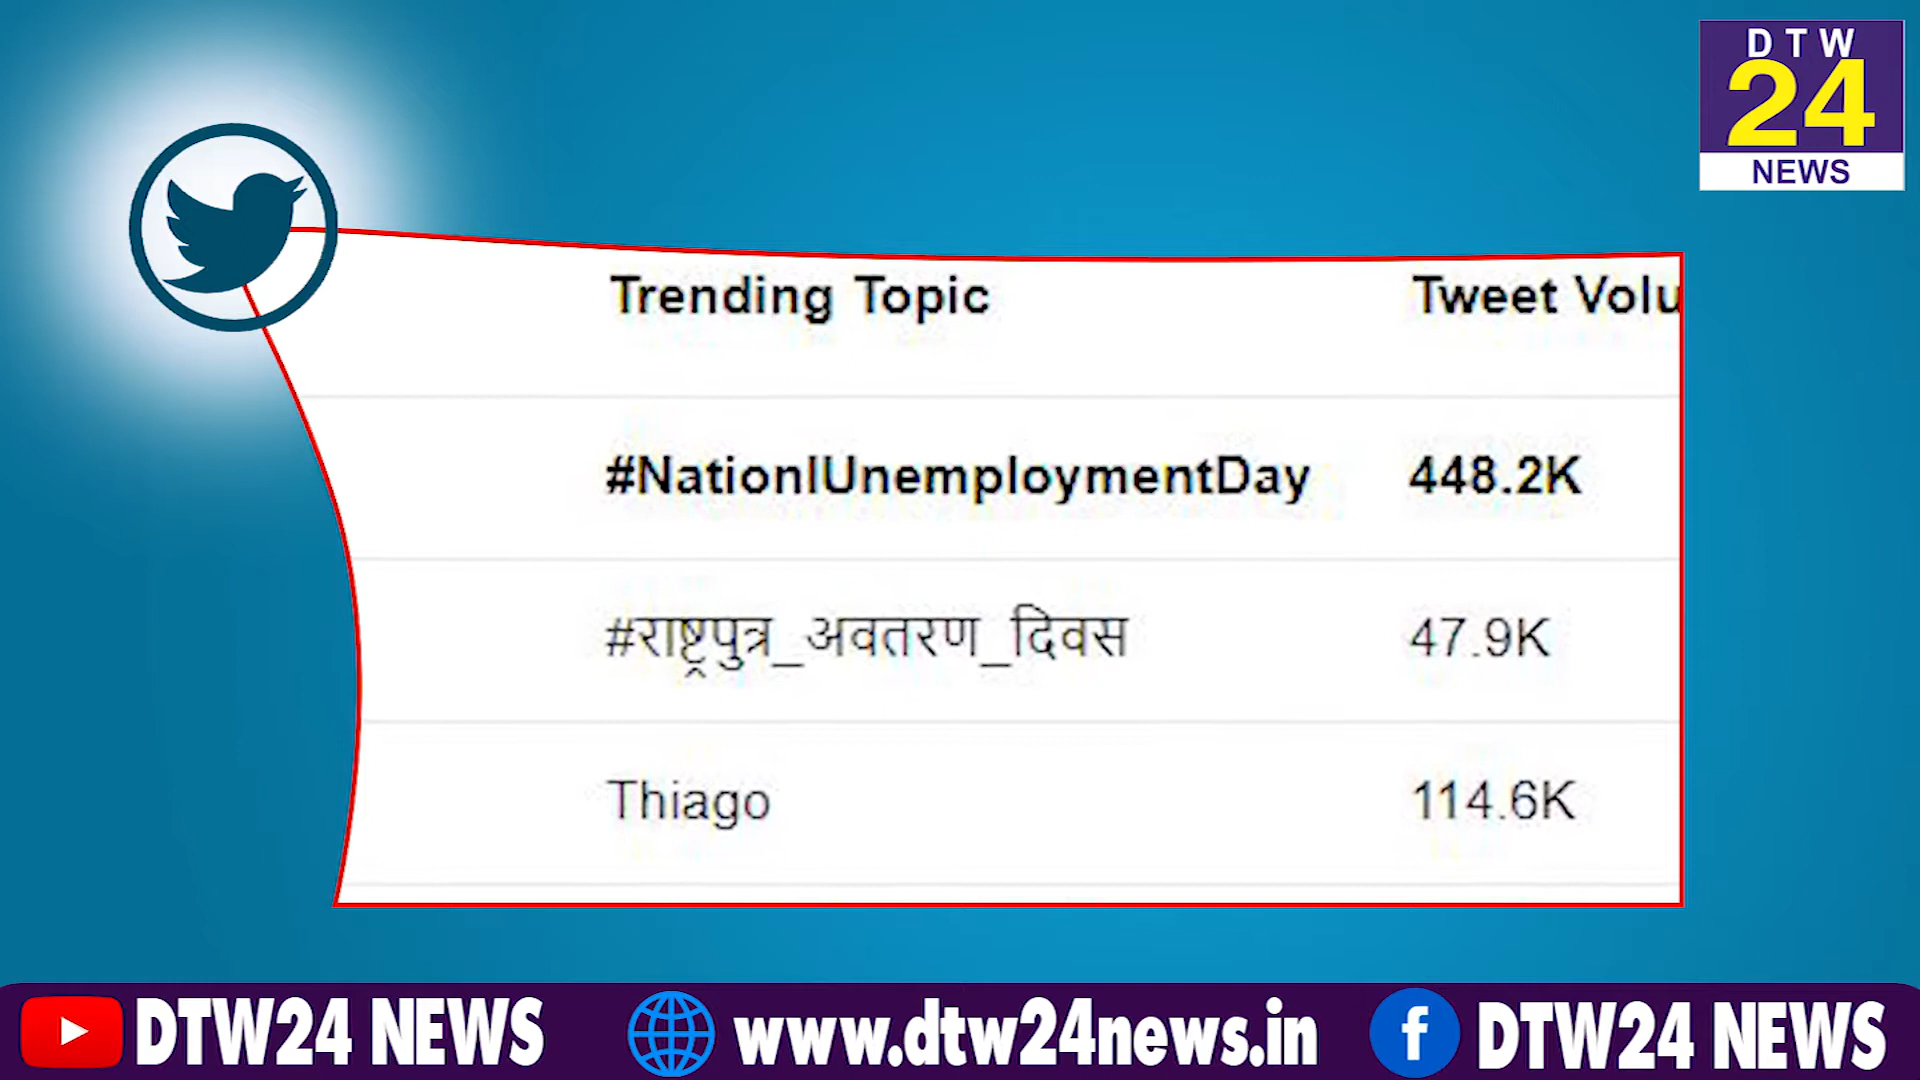 D T W
24
NEWS
Trending Topic Tweet Volu
#NationlUnemploymentDay 448.2K
#राष्ट्रपुत्र_अवतरण_दिवस 47.9K
Thiago 114.6K
DTW24 NEWS www.dtw24news.in DTW24 NEWS